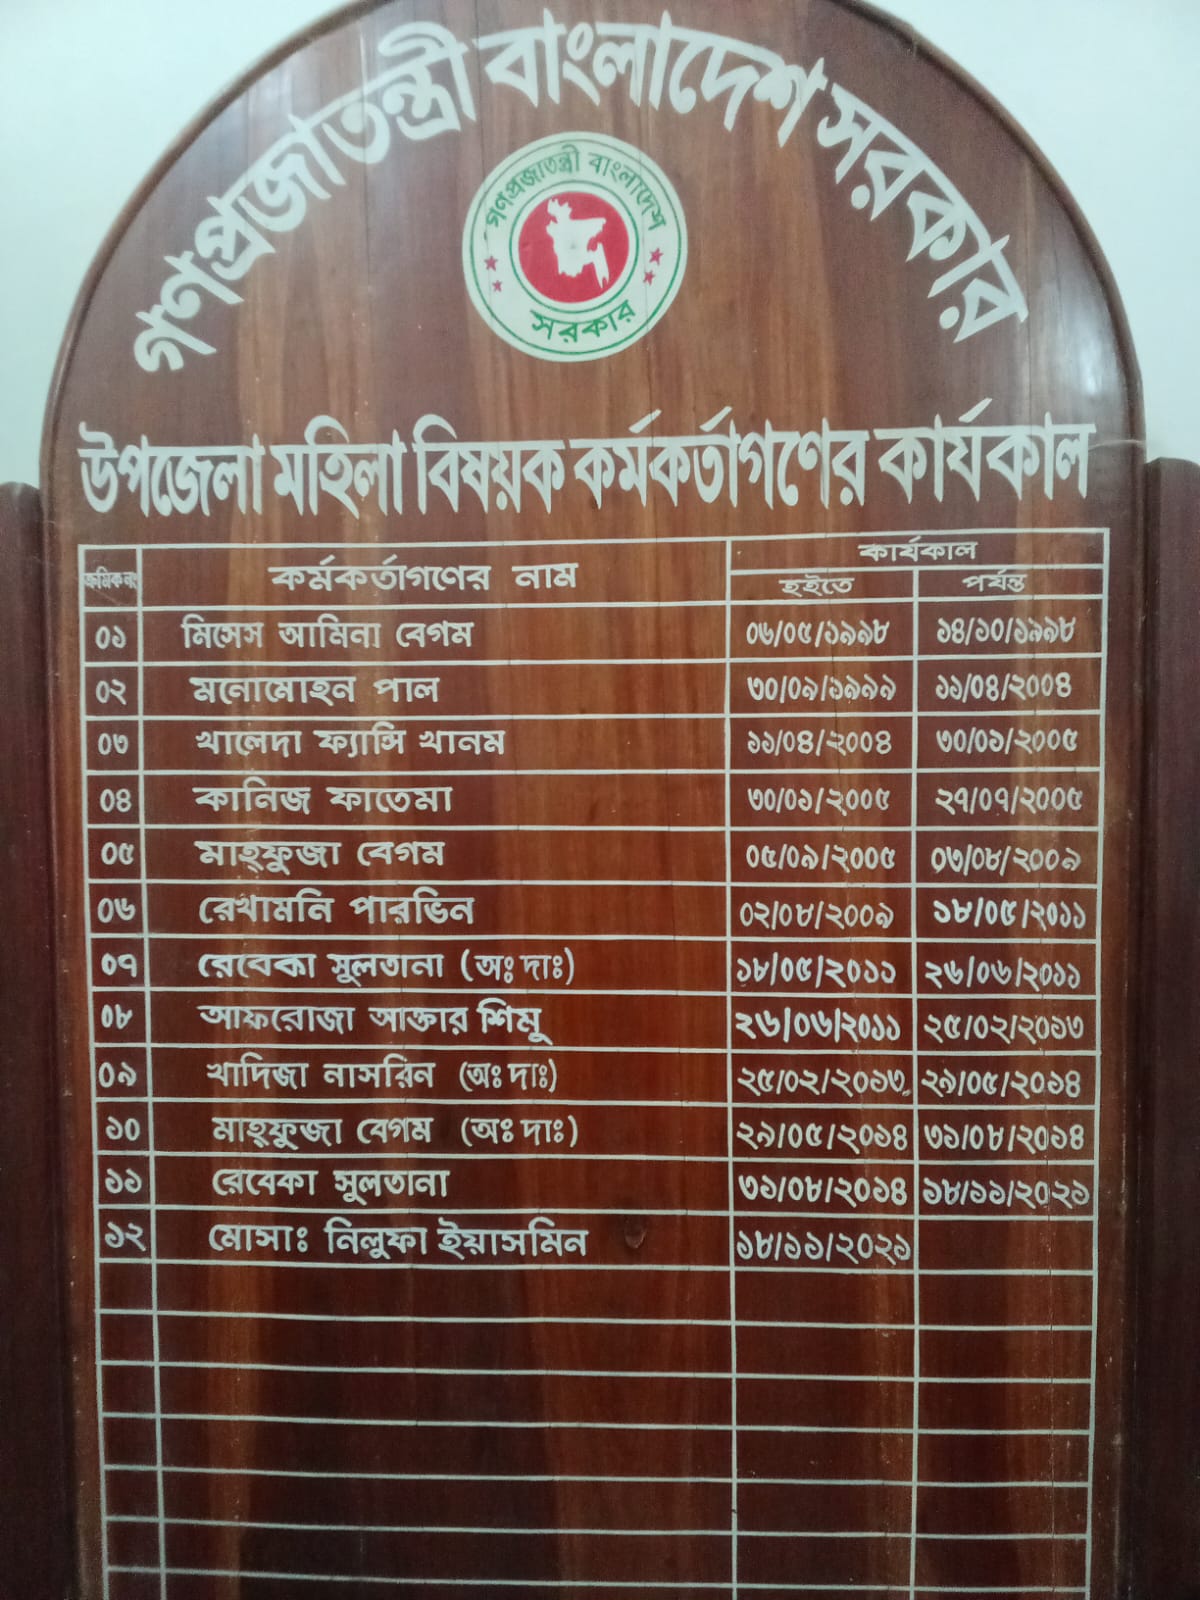 গণপ্রজাতন্ত্রী বাংলাদেশ সরকার
গণপ্রজাতন্ত্রী বাংলাদেশ
সরকার
উপজেলা মহিলা বিষয়ক কর্মকর্তাগণের কার্যকাল
ক্রমিক নং কর্মকর্তাগণের নাম কার্যকাল
হইতে পর্যন্ত
০১ মিসেস আমিনা বেগম ০৬/০৫/১৯৯৮ ১৪/১০/১৯৯৮
০২ মনোমোহন পাল ৩০/০৯/১৯৯৯ ১১/০৪/২০০৪
০৩ খালেদা ফ্যান্সি খানম ১১/০৪/২০০৪ ৩০/০১/২০০৫
০৪ কানিজ ফাতেমা ৩০/০১/২০০৫ ২৭/০৭/২০০৫
০৫ মাহ্ফুজা বেগম ০৫/০৯/২০০৫ ০৩/০৮/২০০৯
০৬ রেখামনি পারভিন ০২/০৮/২০০৯ ১৮/০৫/২০১১
০৭ রেবেকা সুলতানা (অঃ দাঃ) ১৮/০৫/২০১১ ২৬/০৬/২০১১
০৮ আফরোজা আক্তার শিমু ২৬/০৬/২০১১ ২৫/০২/২০১৩
০৯ খাদিজা নাসরিন (অঃ দাঃ) ২৫/০২/২০১৩ ২৯/০৫/২০১৪
১০ মাহ্ফুজা বেগম (অঃ দাঃ) ২৯/০৫/২০১৪ ৩১/০৮/২০১৪
১১ রেবেকা সুলতানা ৩১/০৮/২০১৪ ১৮/১১/২০২১
১২ মোসাঃ নিলুফা ইয়াসমিন ১৮/১১/২০২১